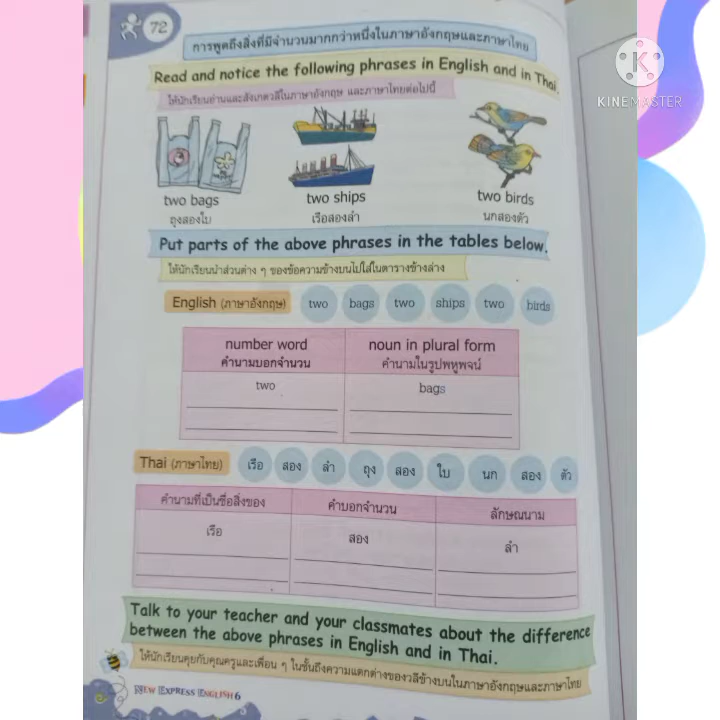 72
การพูดถึงสิ่งที่มีจำนวนมากกว่าหนึ่งในภาษาอังกฤษและภาษาไทย
Read and notice the following phrases in English and in Thai.
ให้นักเรียนอ่านและสังเกตวลีในภาษาอังกฤษ และภาษาไทยต่อไปนี้
KINEMASTER
two bags two ships two birds
ถุงสองใบ เรือสองลำ นกสองตัว
Put parts of the above phrases in the tables below.
ให้นักเรียนนำส่วนต่าง ๆ ของข้อความข้างบนไปใส่ในตารางข้างล่าง
English (ภาษาอังกฤษ) two bags two ships two birds
number word noun in plural form
คำนามบอกจำนวน คำนามในรูปพหูพจน์
two bags
Thai (ภาษาไทย) เรือ สอง ลำ ถุง สอง ใบ นก สอง ตัว
คำนามที่เป็นชื่อสิ่งของ คำบอกจำนวน ลักษณนาม
เรือ สอง ลำ
Talk to your teacher and your classmates about the difference
between the above phrases in English and in Thai.
ให้นักเรียนคุยกับคุณครูและเพื่อน ๆ ในชั้นถึงความแตกต่างของวลีข้างบนในภาษาอังกฤษและภาษาไทย
NEW EXPRESS ENGLISH 6